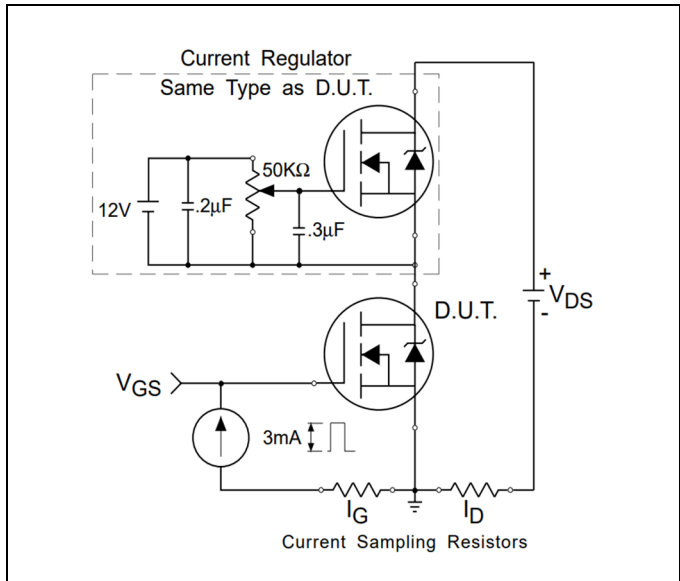 Current Regulator
Same Type as D.U.T.
50KΩ
12V
.2μF
.3μF
D.U.T.
+
VDS
-
VGS
3mA
IG
ID
Current Sampling Resistors